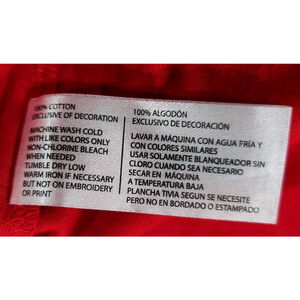 100% COTTON
EXCLUSIVE OF DECORATION
MACHINE WASH COLD
WITH LIKE COLORS ONLY
NON-CHLORINE BLEACH
WHEN NEEDED
TUMBLE DRY LOW
WARM IRON IF NECESSARY
BUT NOT ON EMBROIDERY
OR PRINT
100% ALGODÓN
EXCLUSIVO DE DECORACIÓN
LAVAR A MÁQUINA CON AGUA FRÍA Y
CON COLORES SIMILARES
USAR SOLAMENTE BLANQUEADOR SIN
CLORO CUANDO SEA NECESARIO
SECAR EN MÁQUINA
A TEMPERATURA BAJA
PLANCHA TIVIA SEGUN SE NECESITE
PERO NO EN BORDADO O ESTAMPADO